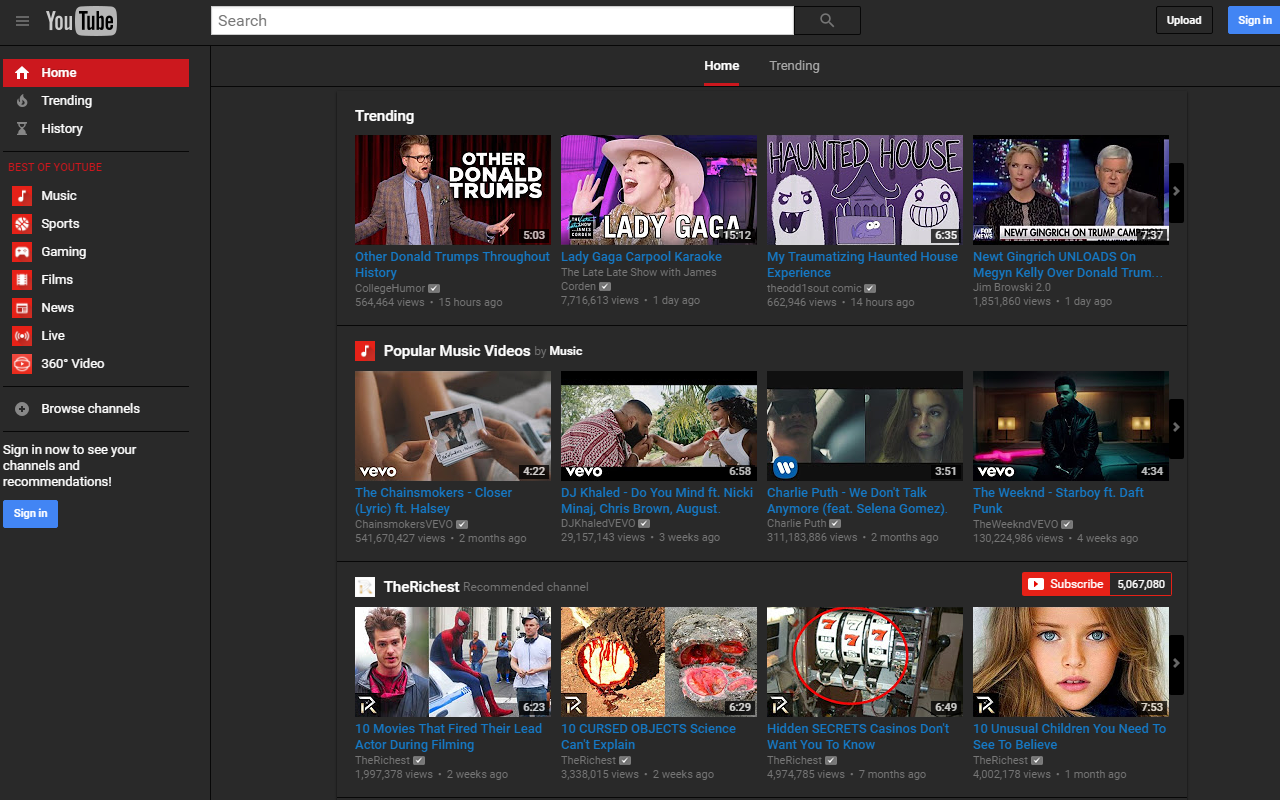 YouTube
Search
Upload
Sign in
Home
Trending
History
BEST OF YOUTUBE
Music
Sports
Gaming
Films
News
Live
360° Video
Browse channels
Sign in now to see your
channels and
recommendations!
Sign in
Home Trending
Trending
OTHER
DONALD
TRUMPS
5:03
Other Donald Trumps Throughout
History
CollegeHumor
564,464 views • 15 hours ago
THE LATE LATE SHOW JAMES CORDEN
LADY GAGA
15:12
Lady Gaga Carpool Karaoke
The Late Late Show with James
Corden
7,716,613 views • 1 day ago
HAUNTED HOUSE
6:35
My Traumatizing Haunted House
Experience
theodd1sout comic
662,946 views • 14 hours ago
FOX NEWS
NEWT GINGRICH ON TRUMP CAMP
7:37
Newt Gingrich UNLOADS On
Megyn Kelly Over Donald Trum...
Jim Browski 2.0
1,851,860 views • 1 day ago
Popular Music Videos by Music
vevo
4:22
The Chainsmokers - Closer
(Lyric) ft. Halsey
ChainsmokersVEVO
541,670,427 views • 2 months ago
vevo
6:58
DJ Khaled - Do You Mind ft. Nicki
Minaj, Chris Brown, August.
DJKhaledVEVO
29,157,143 views • 3 weeks ago
3:51
Charlie Puth - We Don't Talk
Anymore (feat. Selena Gomez).
Charlie Puth
311,183,886 views • 2 months ago
vevo
4:34
The Weeknd - Starboy ft. Daft
Punk
TheWeekndVEVO
130,224,986 views • 4 weeks ago
TheRichest Recommended channel
Subscribe 5,067,080
R
6:23
10 Movies That Fired Their Lead
Actor During Filming
TheRichest
1,997,378 views • 2 weeks ago
R
6:29
10 CURSED OBJECTS Science
Can't Explain
TheRichest
3,338,015 views • 2 weeks ago
7 7 7
R
6:49
Hidden SECRETS Casinos Don't
Want You To Know
TheRichest
4,974,785 views • 7 months ago
R
7:53
10 Unusual Children You Need To
See To Believe
TheRichest
4,002,178 views • 1 month ago